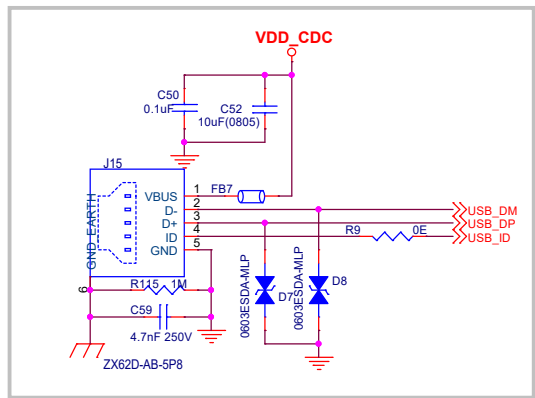 VDD_CDC
C50
0.1uF
C52
10uF(0805)
J15
GND_EARTH
VBUS 1 FB7
D- 2 USB_DM
D+ 3 USB_DP
ID 4 R9 0E USB_ID
GND 5
6
R115 1M
C59
4.7nF 250V
0603ESDA-MLP
D7
0603ESDA-MLP
D8
ZX62D-AB-5P8